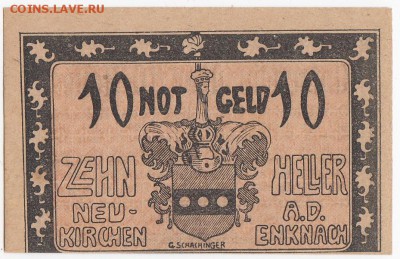 COINS.LAVE.RU
10 NOT GELD 10
ZEHN HELLER
NEU- A.D.
KIRCHEN ENKNACH
G. SCHACHINGER